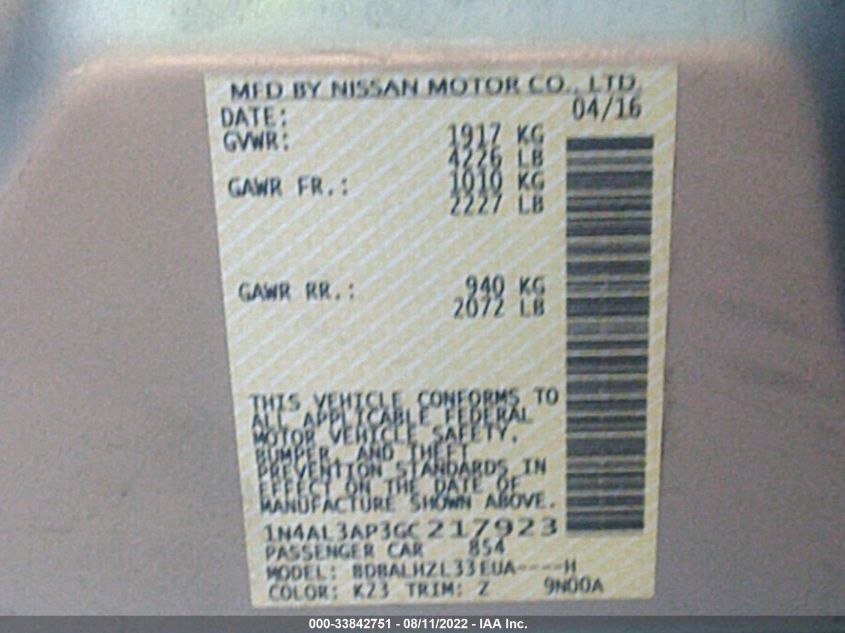 MFD BY NISSAN MOTOR CO., LTD.
DATE: 04/16
GVWR: 1917 KG
4226 LB
GAWR FR.: 1010 KG
2227 LB
GAWR RR.: 940 KG
2072 LB
THIS VEHICLE CONFORMS TO
ALL APPLICABLE FEDERAL
MOTOR VEHICLE SAFETY,
BUMPER, AND THEFT
PREVENTION STANDARDS IN
EFFECT ON THE DATE OF
MANUFACTURE SHOWN ABOVE.
1N4AL3AP3GC217923
PASSENGER CAR 854
MODEL: BDBALHZL33EUA----H
COLOR: K23 TRIM: Z 9N00A
000-33842751 - 08/11/2022 - IAA Inc.